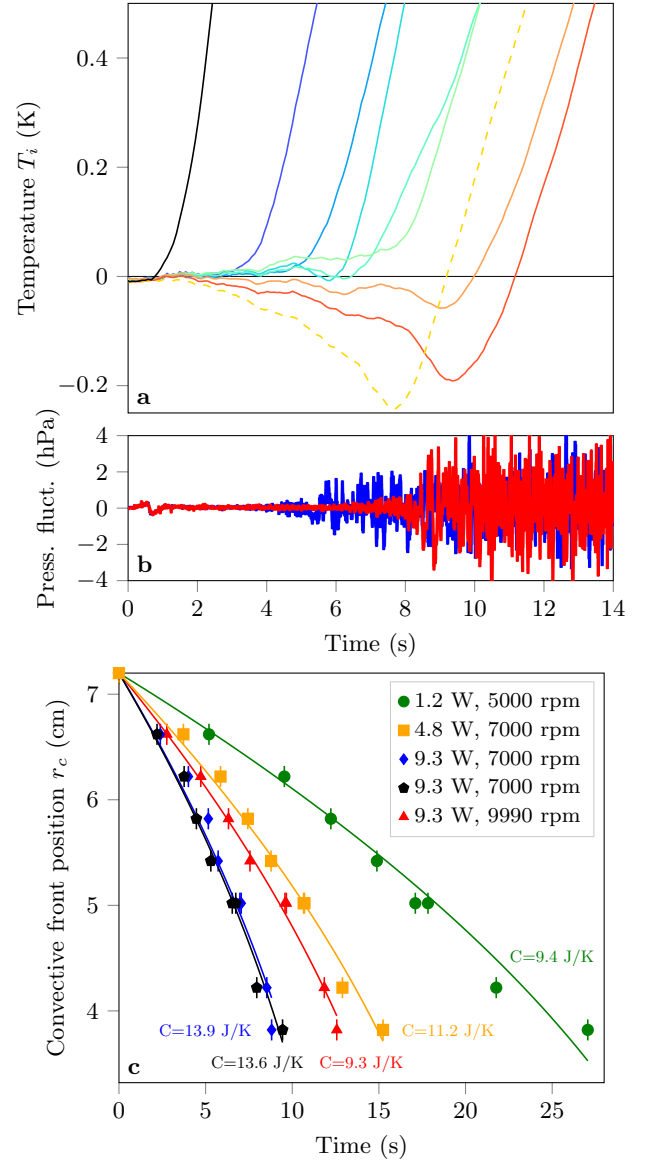 Temperature T_i (K)
0.4
0.2
0
−0.2
a
Press. fluct. (hPa)
4
2
0
−2
−4
b
0 2 4 6 8 10 12 14
Time (s)
Convective front position r_c (cm)
7
6
5
4
1.2 W, 5000 rpm
4.8 W, 7000 rpm
9.3 W, 7000 rpm
9.3 W, 7000 rpm
9.3 W, 9990 rpm
C=9.4 J/K
C=13.9 J/K
C=11.2 J/K
C=13.6 J/K
C=9.3 J/K
c
0 5 10 15 20 25
Time (s)